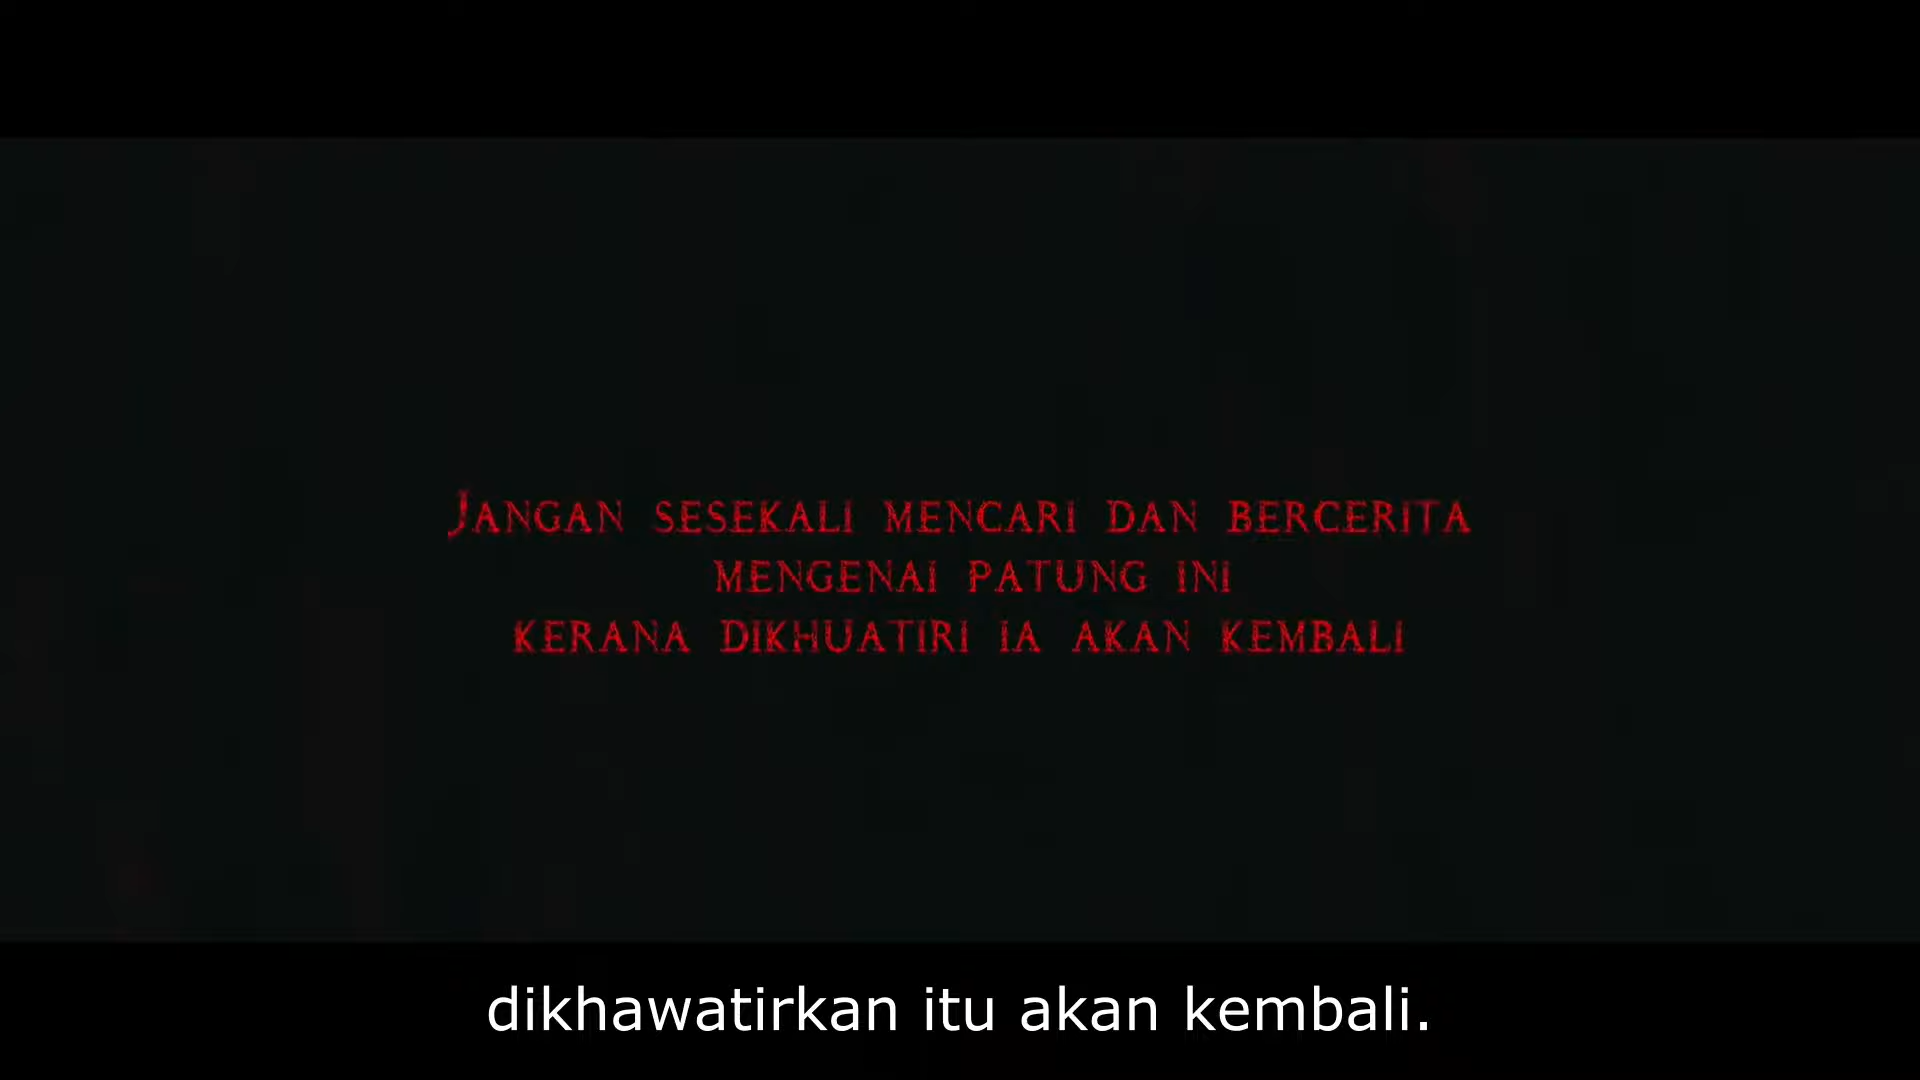 Jangan sesekali mencari dan bercerita
mengenai patung ini
kerana dikhuatiri ia akan kembali
dikhawatirkan itu akan kembali.